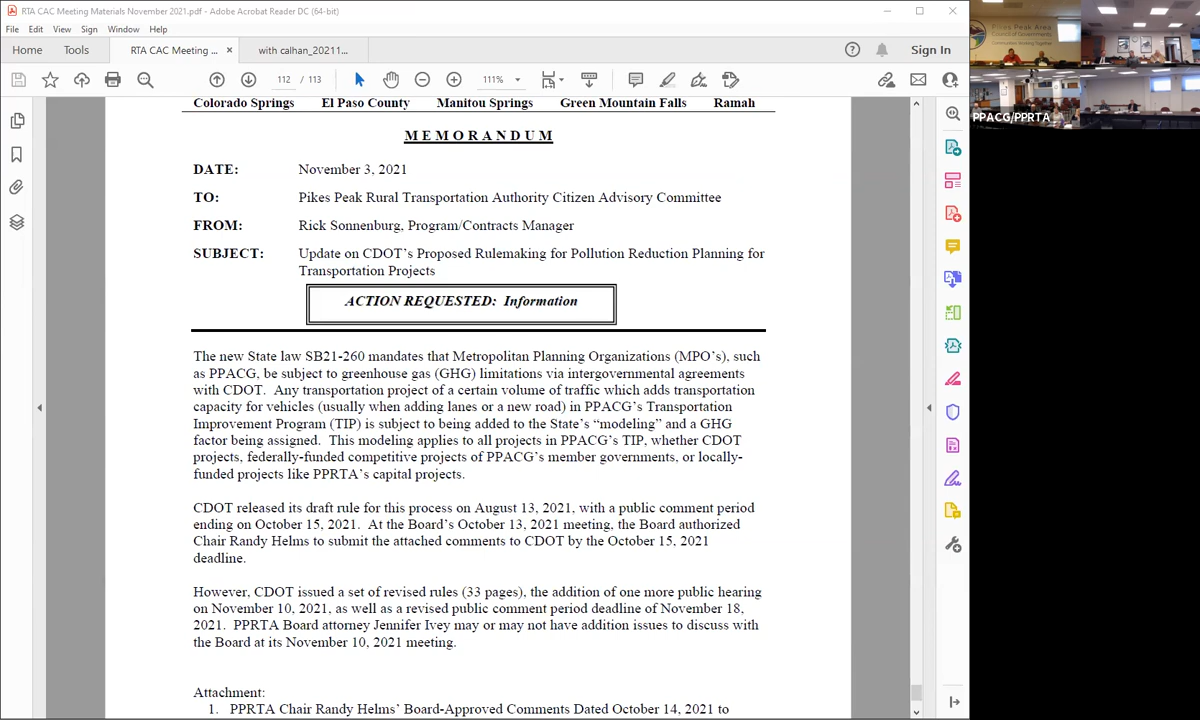 RTA CAC Meeting Materials November 2021.pdf - Adobe Acrobat Reader DC (64-bit)
File Edit View Sign Window Help
Home Tools RTA CAC Meeting ... × with calhan_20211... Sign In
112 / 113 111%
Colorado Springs El Paso County Manitou Springs Green Mountain Falls Ramah
MEMORANDUM
DATE: November 3, 2021
TO: Pikes Peak Rural Transportation Authority Citizen Advisory Committee
FROM: Rick Sonnenburg, Program/Contracts Manager
SUBJECT: Update on CDOT's Proposed Rulemaking for Pollution Reduction Planning for
Transportation Projects
ACTION REQUESTED: Information
The new State law SB21-260 mandates that Metropolitan Planning Organizations (MPO's), such
as PPACG, be subject to greenhouse gas (GHG) limitations via intergovernmental agreements
with CDOT. Any transportation project of a certain volume of traffic which adds transportation
capacity for vehicles (usually when adding lanes or a new road) in PPACG's Transportation
Improvement Program (TIP) is subject to being added to the State's "modeling" and a GHG
factor being assigned. This modeling applies to all projects in PPACG's TIP, whether CDOT
projects, federally-funded competitive projects of PPACG's member governments, or locally-
funded projects like PPRTA's capital projects.
CDOT released its draft rule for this process on August 13, 2021, with a public comment period
ending on October 15, 2021. At the Board's October 13, 2021 meeting, the Board authorized
Chair Randy Helms to submit the attached comments to CDOT by the October 15, 2021
deadline.
However, CDOT issued a set of revised rules (33 pages), the addition of one more public hearing
on November 10, 2021, as well as a revised public comment period deadline of November 18,
2021. PPRTA Board attorney Jennifer Ivey may or may not have addition issues to discuss with
the Board at its November 10, 2021 meeting.
Attachment:
1. PPRTA Chair Randy Helms' Board-Approved Comments Dated October 14, 2021 to
Pikes Peak Area
Council of Governments
Communities Working Together
PPACG/PPRTA